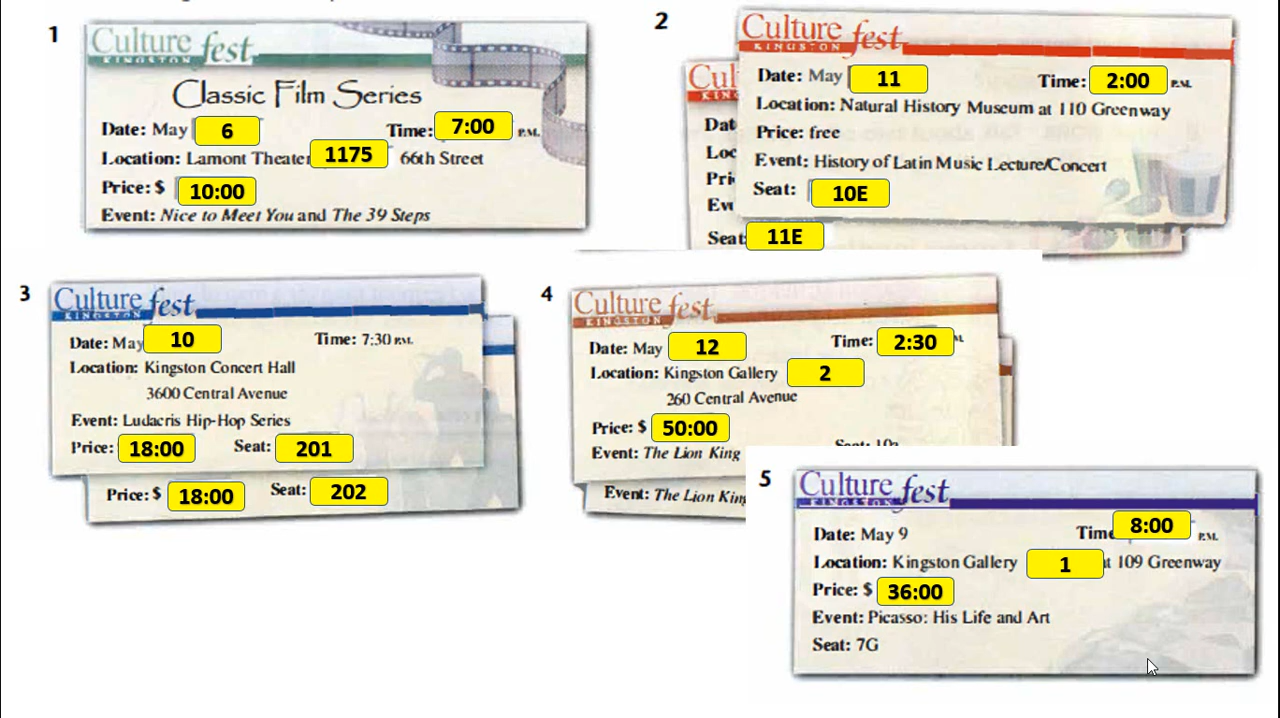 1
Culture fest
KINGSTON
Classic Film Series
Date: May 6 Time: 7:00 P.M.
Location: Lamont Theater 1175 66th Street
Price: $ 10:00
Event: Nice to Meet You and The 39 Steps
2
Culture fest
KINGSTON
Date: May 11 Time: 2:00 P.M.
Location: Natural History Museum at 110 Greenway
Price: free
Event: History of Latin Music Lecture/Concert
Seat: 10E
Cul
KIN
Dat
Loc
Pri
Ev
Seat: 11E
3
Culture fest
KINGSTON
Date: May 10 Time: 7:30 P.M.
Location: Kingston Concert Hall
3600 Central Avenue
Event: Ludacris Hip-Hop Series
Price: 18:00 Seat: 201
Price: $ 18:00 Seat: 202
4
Culture fest
KINGSTON
Date: May 12 Time: 2:30 M.
Location: Kingston Gallery 2
260 Central Avenue
Price: $ 50:00
Event: The Lion King
Event: The Lion King
5
Culture fest
KINGSTON
Date: May 9 Time 8:00 P.M.
Location: Kingston Gallery 1 at 109 Greenway
Price: $ 36:00
Event: Picasso: His Life and Art
Seat: 7G